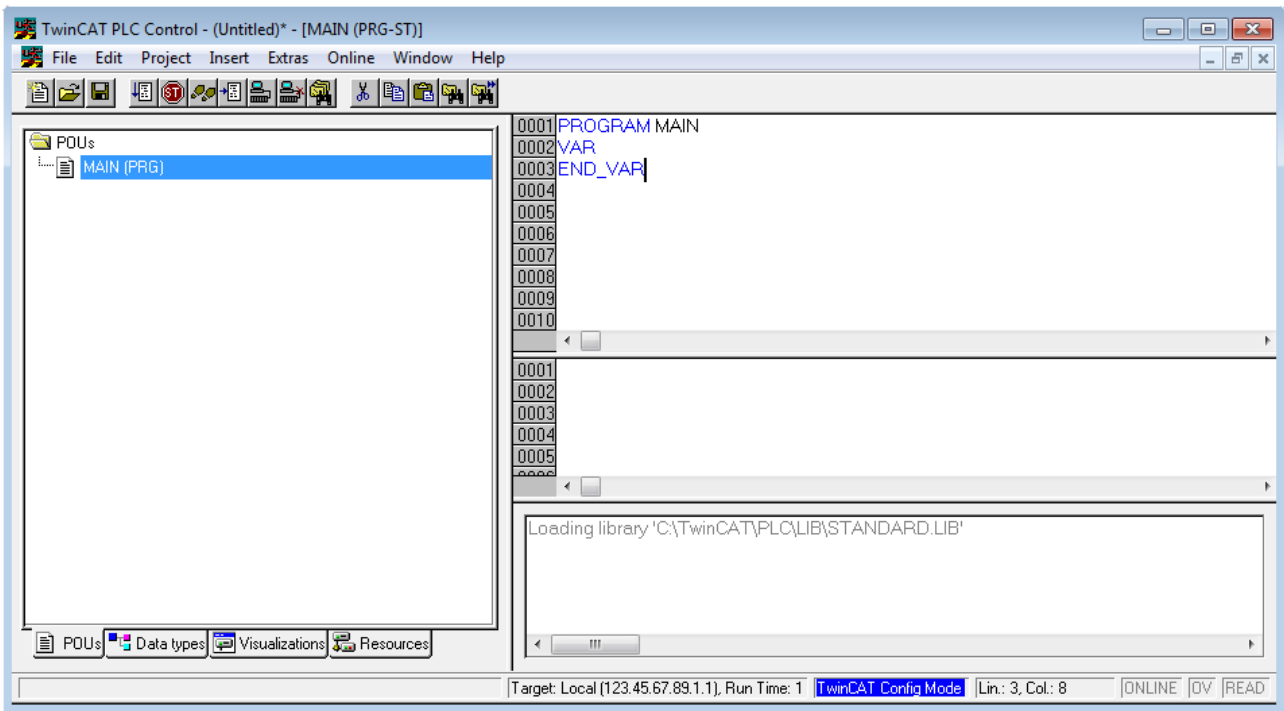 TwinCAT PLC Control - (Untitled)* - [MAIN (PRG-ST)]
File Edit Project Insert Extras Online Window Help
POUs
MAIN (PRG)
0001 PROGRAM MAIN
0002 VAR
0003 END_VAR
0004
0005
0006
0007
0008
0009
0010
0001
0002
0003
0004
0005
Loading library 'C:\TwinCAT\PLC\LIB\STANDARD.LIB'
POUs Data types Visualizations Resources
Target: Local (123.45.67.89.1.1), Run Time: 1 TwinCAT Config Mode Lin.: 3, Col.: 8 ONLINE OV READ